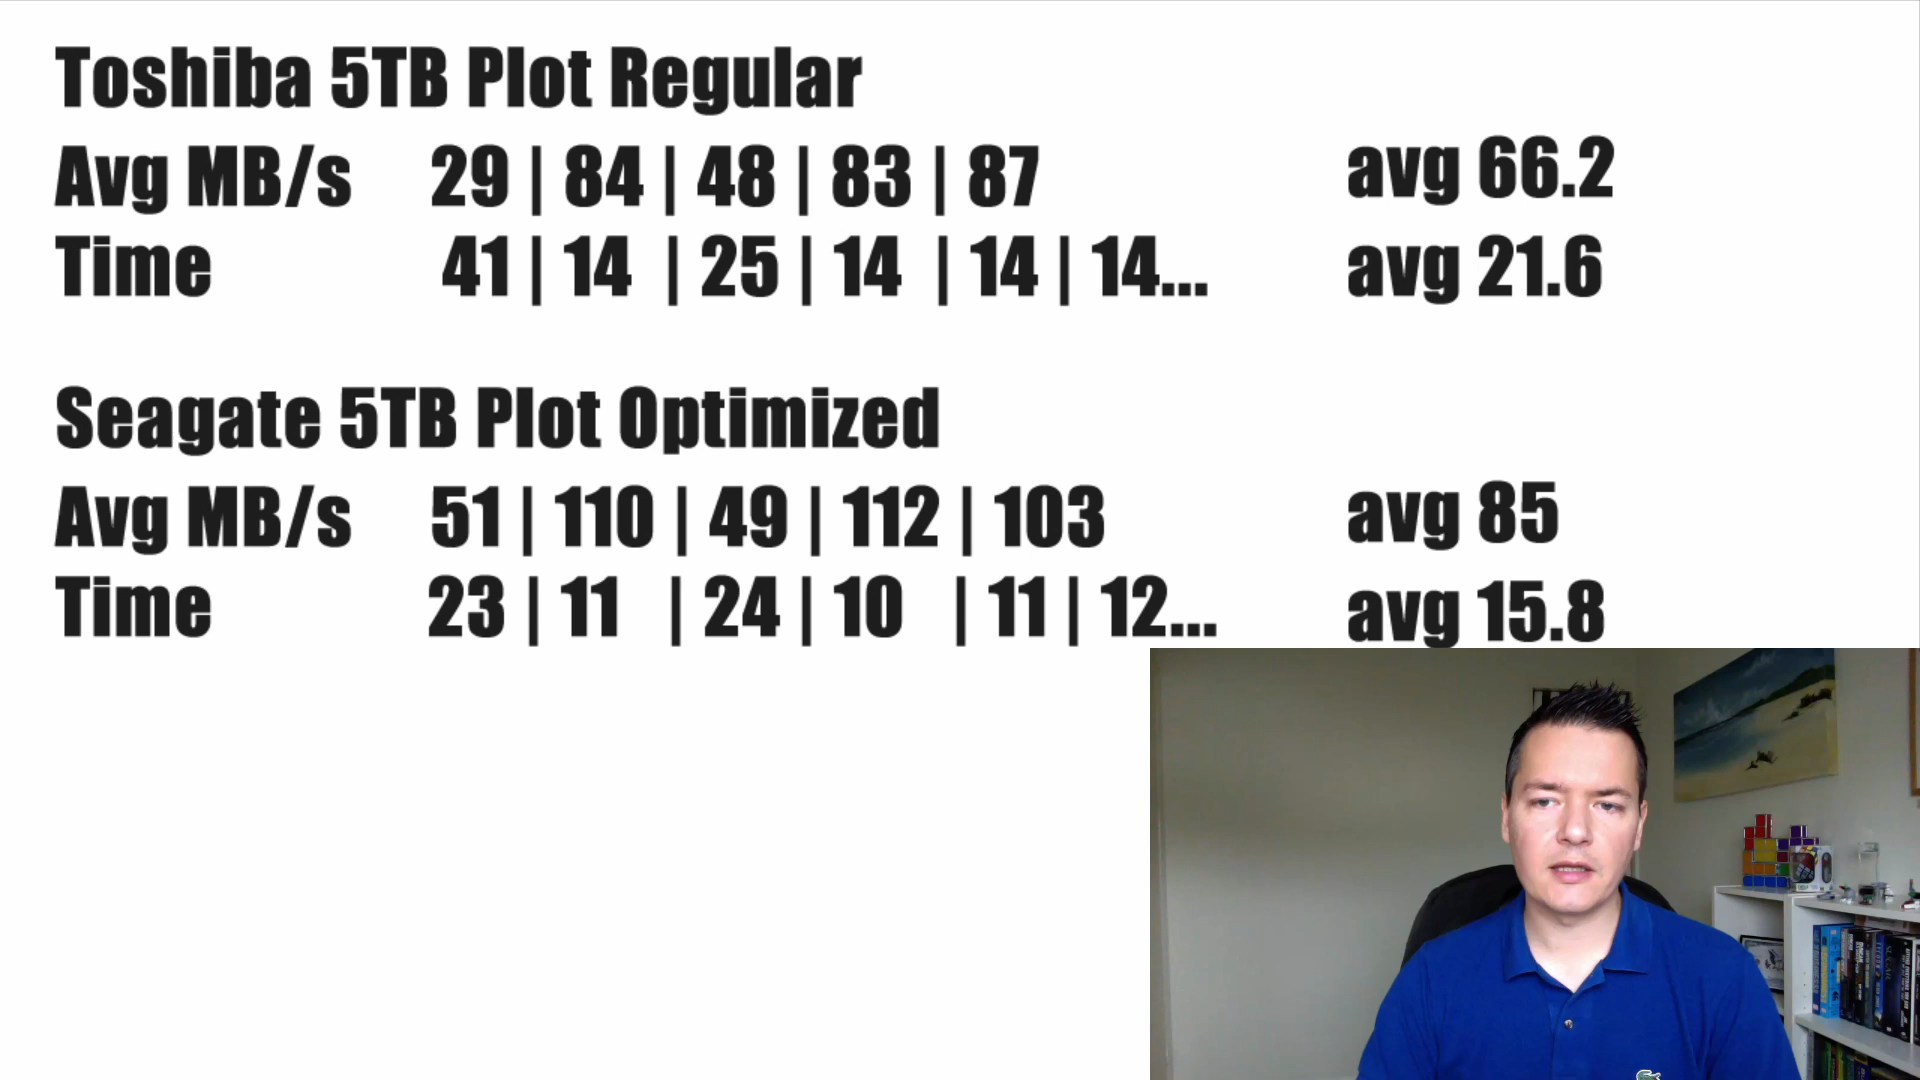 Toshiba 5TB Plot Regular
Avg MB/s 29 | 84 | 48 | 83 | 87 avg 66.2
Time 41 | 14 | 25 | 14 | 14 | 14... avg 21.6
Seagate 5TB Plot Optimized
Avg MB/s 51 | 110 | 49 | 112 | 103 avg 85
Time 23 | 11 | 24 | 10 | 11 | 12... avg 15.8